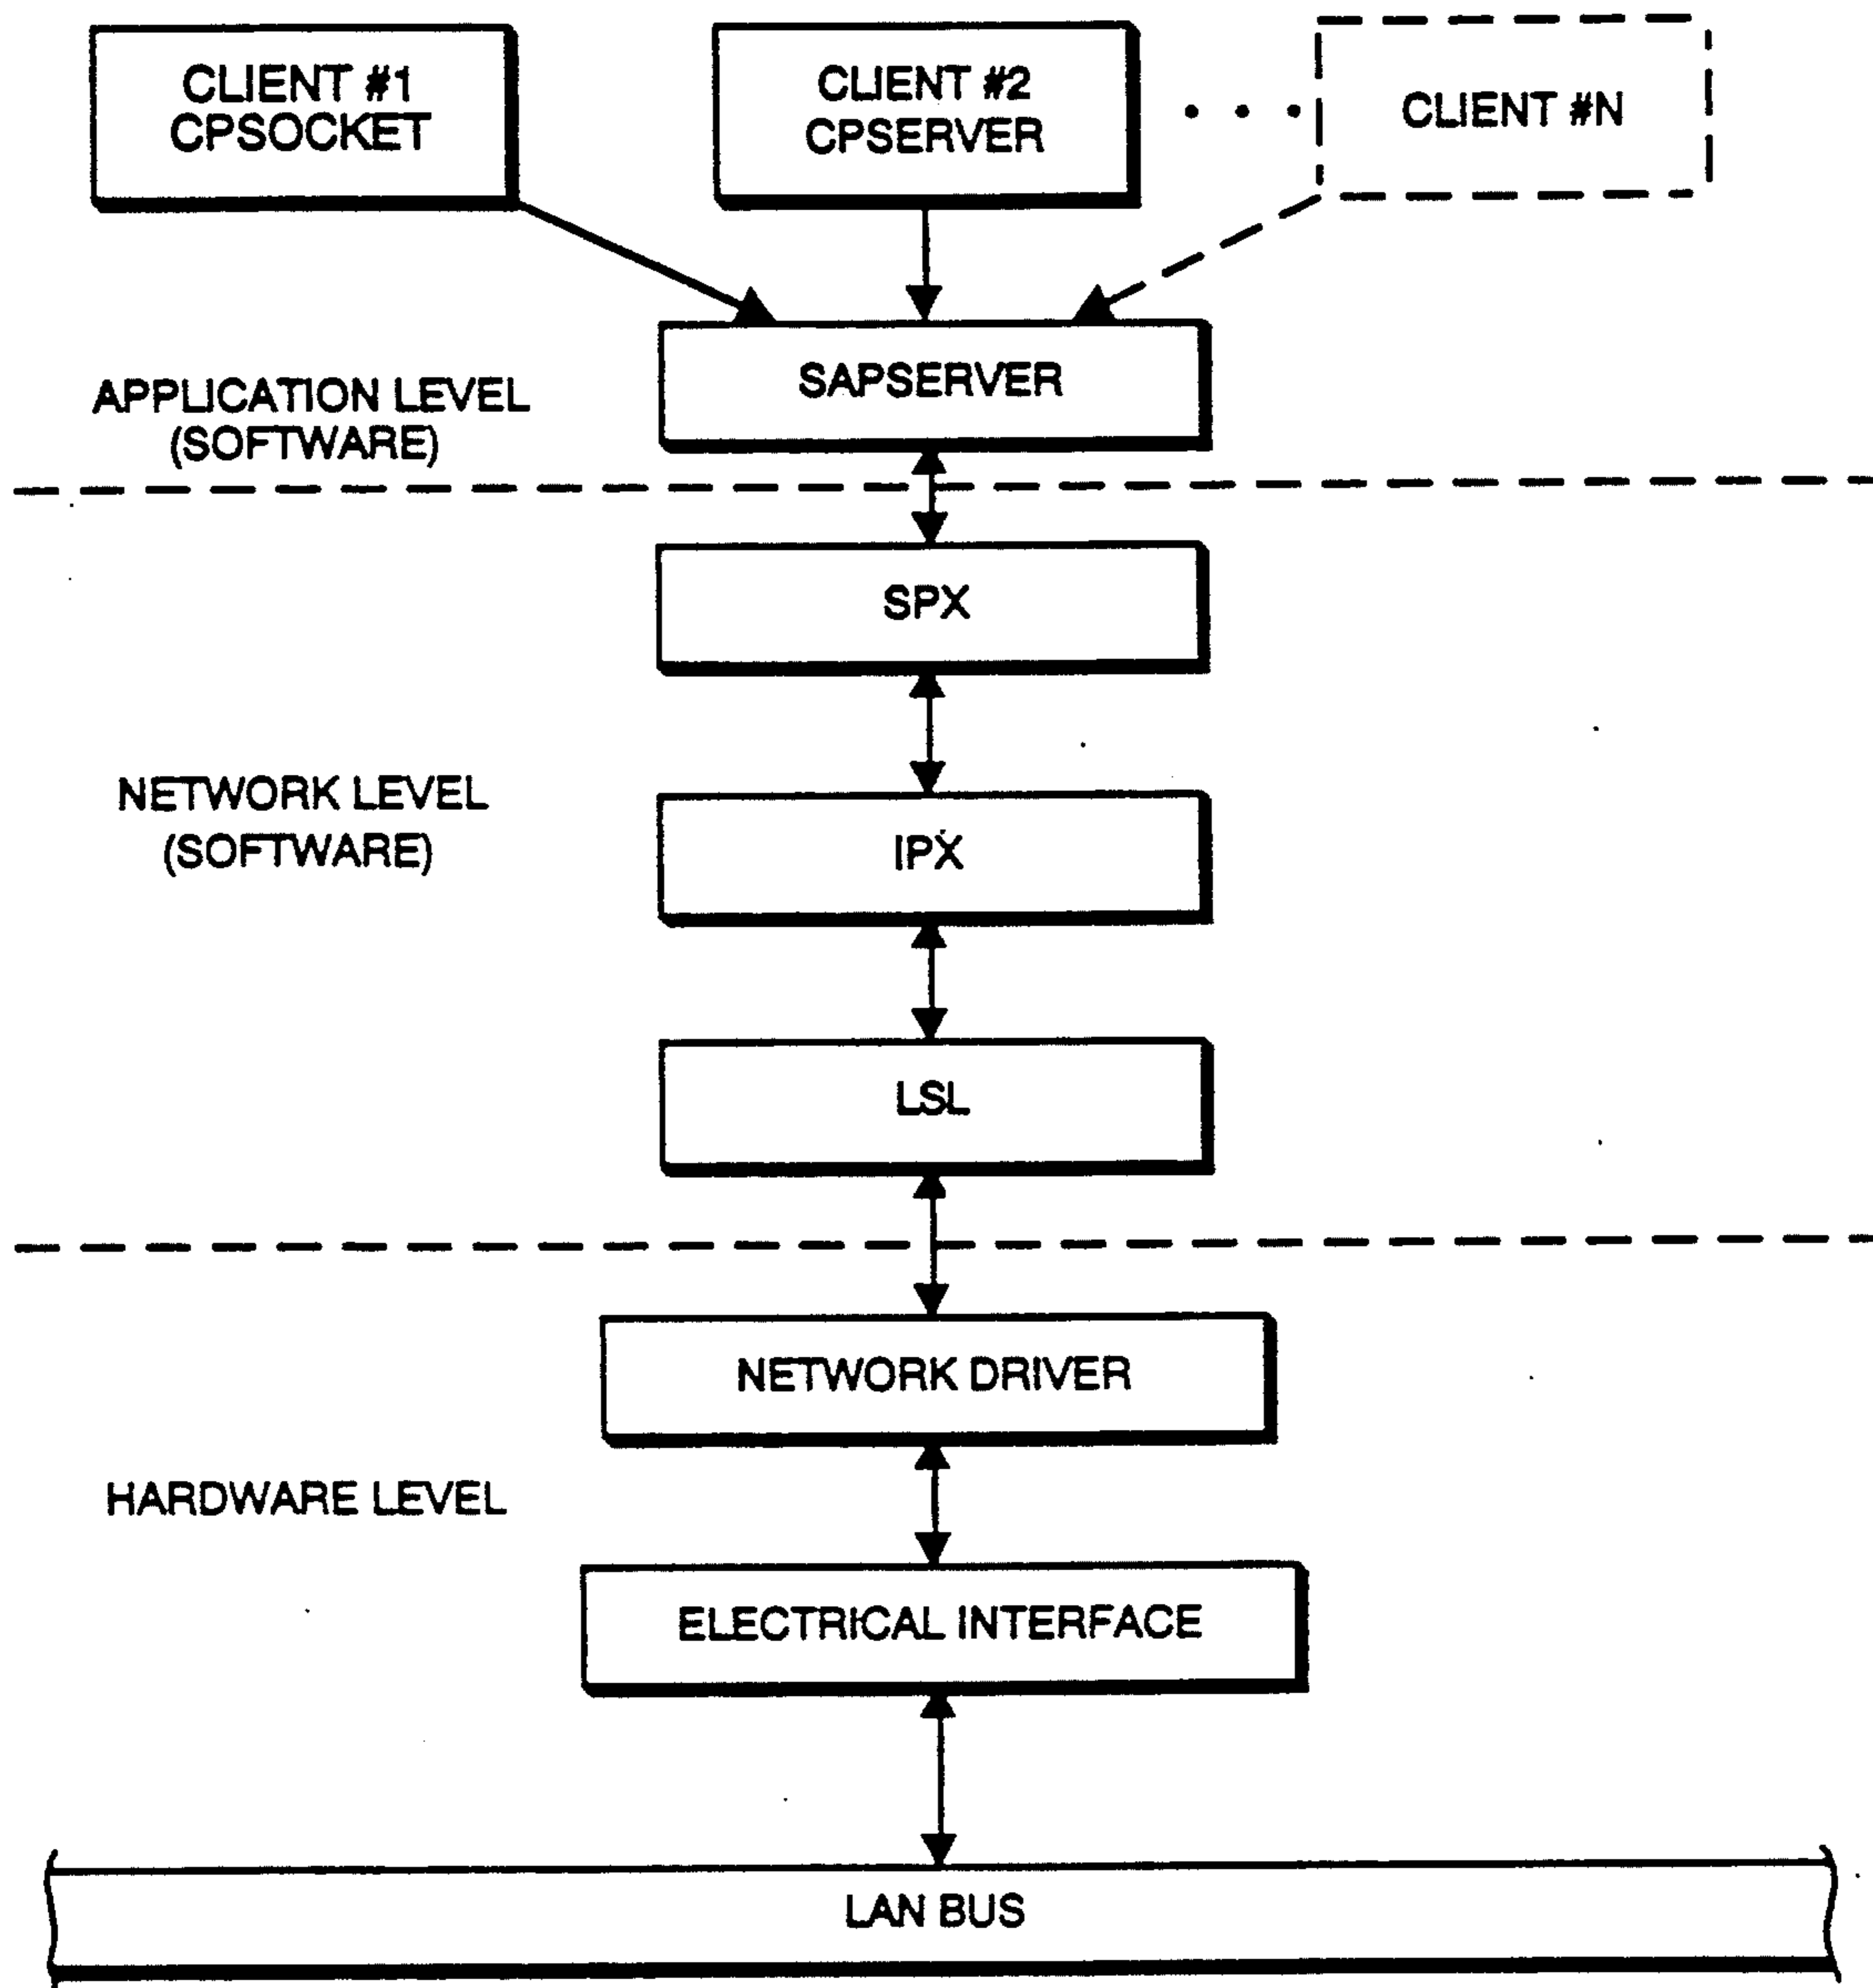 CLIENT #1
CPSOCKET
CLIENT #2
CPSERVER
CLIENT #N
SAPSERVER
APPLICATION LEVEL
(SOFTWARE)
SPX
NETWORK LEVEL
(SOFTWARE)
IPX
LSL
NETWORK DRIVER
HARDWARE LEVEL
ELECTRICAL INTERFACE
LAN BUS